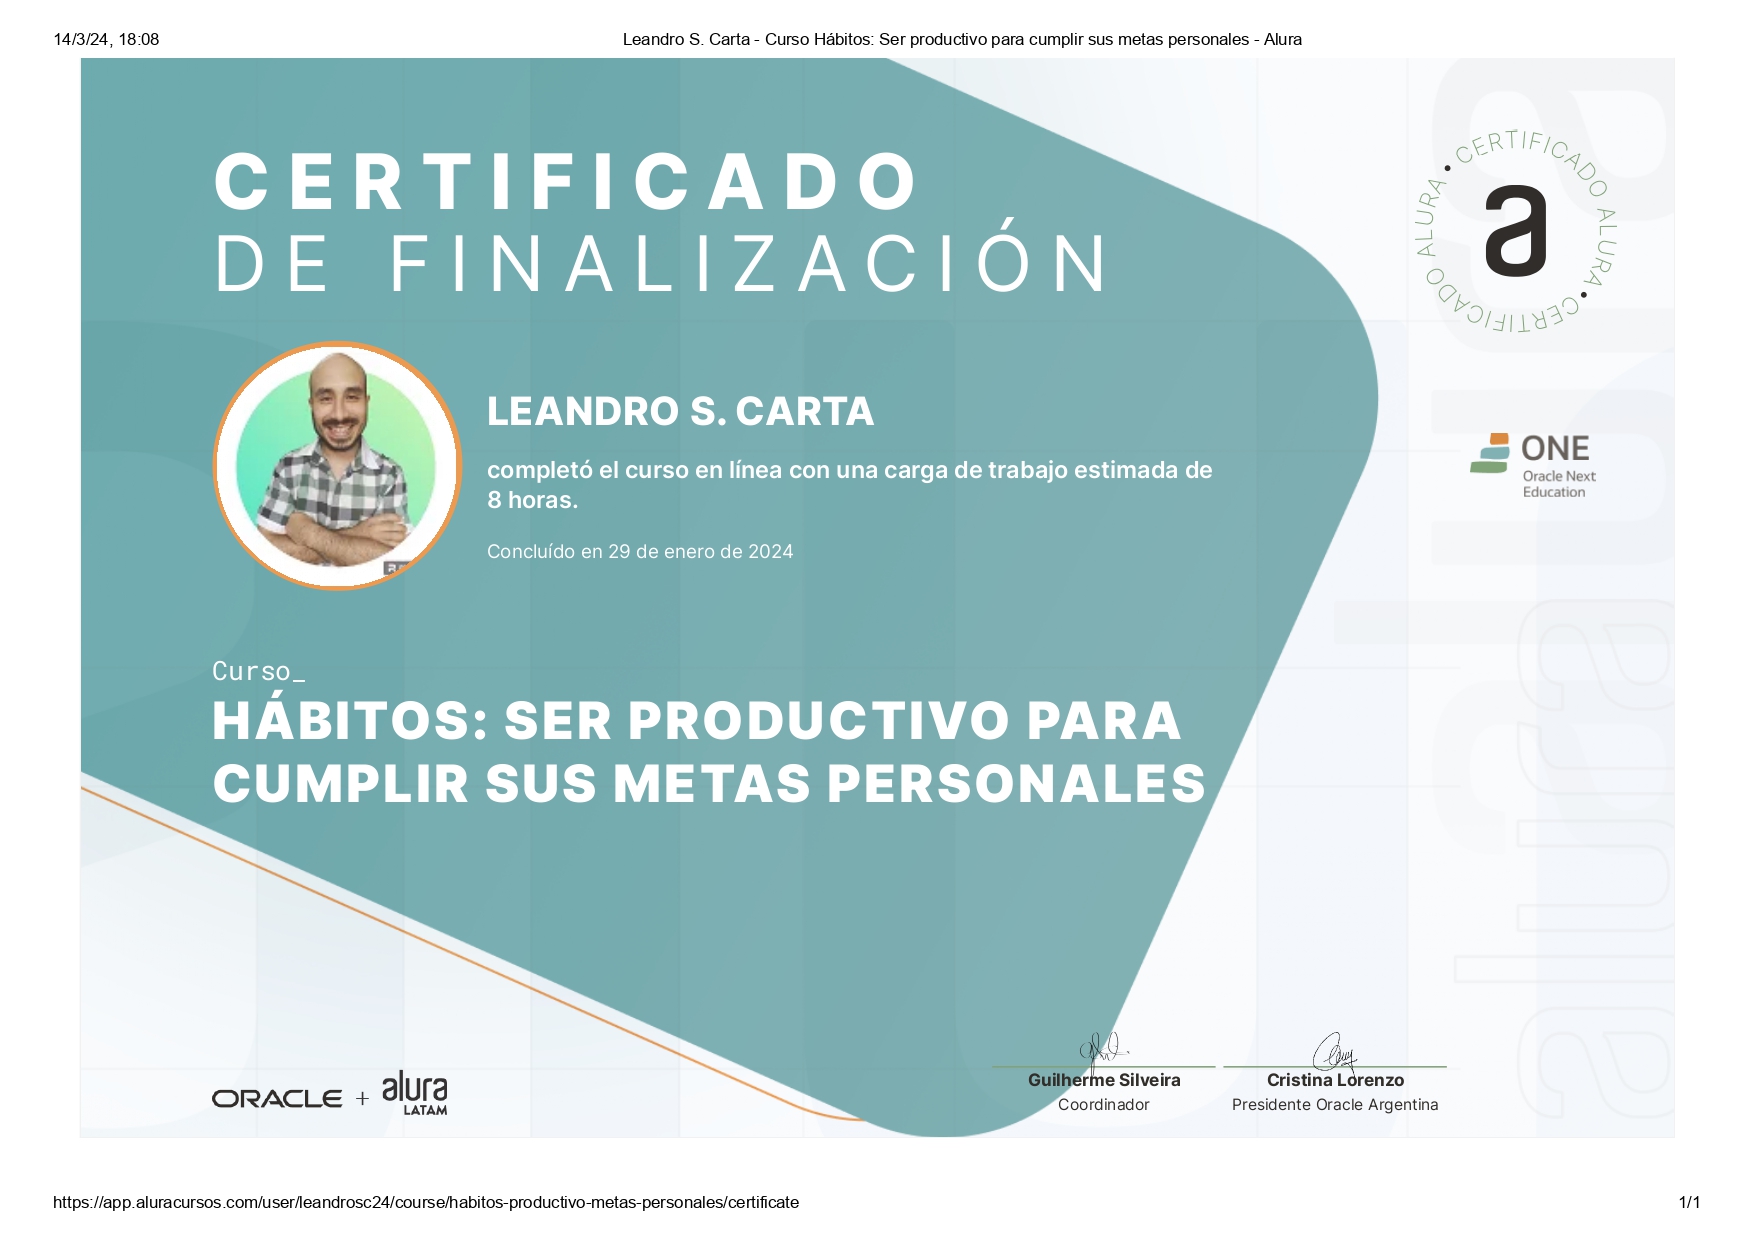 14/3/24, 18:08
Leandro S. Carta - Curso Hábitos: Ser productivo para cumplir sus metas personales - Alura
CERTIFICADO
DE FINALIZACIÓN
• CERTIFICADO ALURA • CERTIFICADO ALURA
a
LEANDRO S. CARTA
completó el curso en línea con una carga de trabajo estimada de
8 horas.
Concluído en 29 de enero de 2024
ONE
Oracle Next
Education
Curso_
HÁBITOS: SER PRODUCTIVO PARA
CUMPLIR SUS METAS PERSONALES
alura
alura
ORACLE + alura
LATAM
Guilherme Silveira
Coordinador
Cristina Lorenzo
Presidente Oracle Argentina
https://app.aluracursos.com/user/leandrosc24/course/habitos-productivo-metas-personales/certificate
1/1